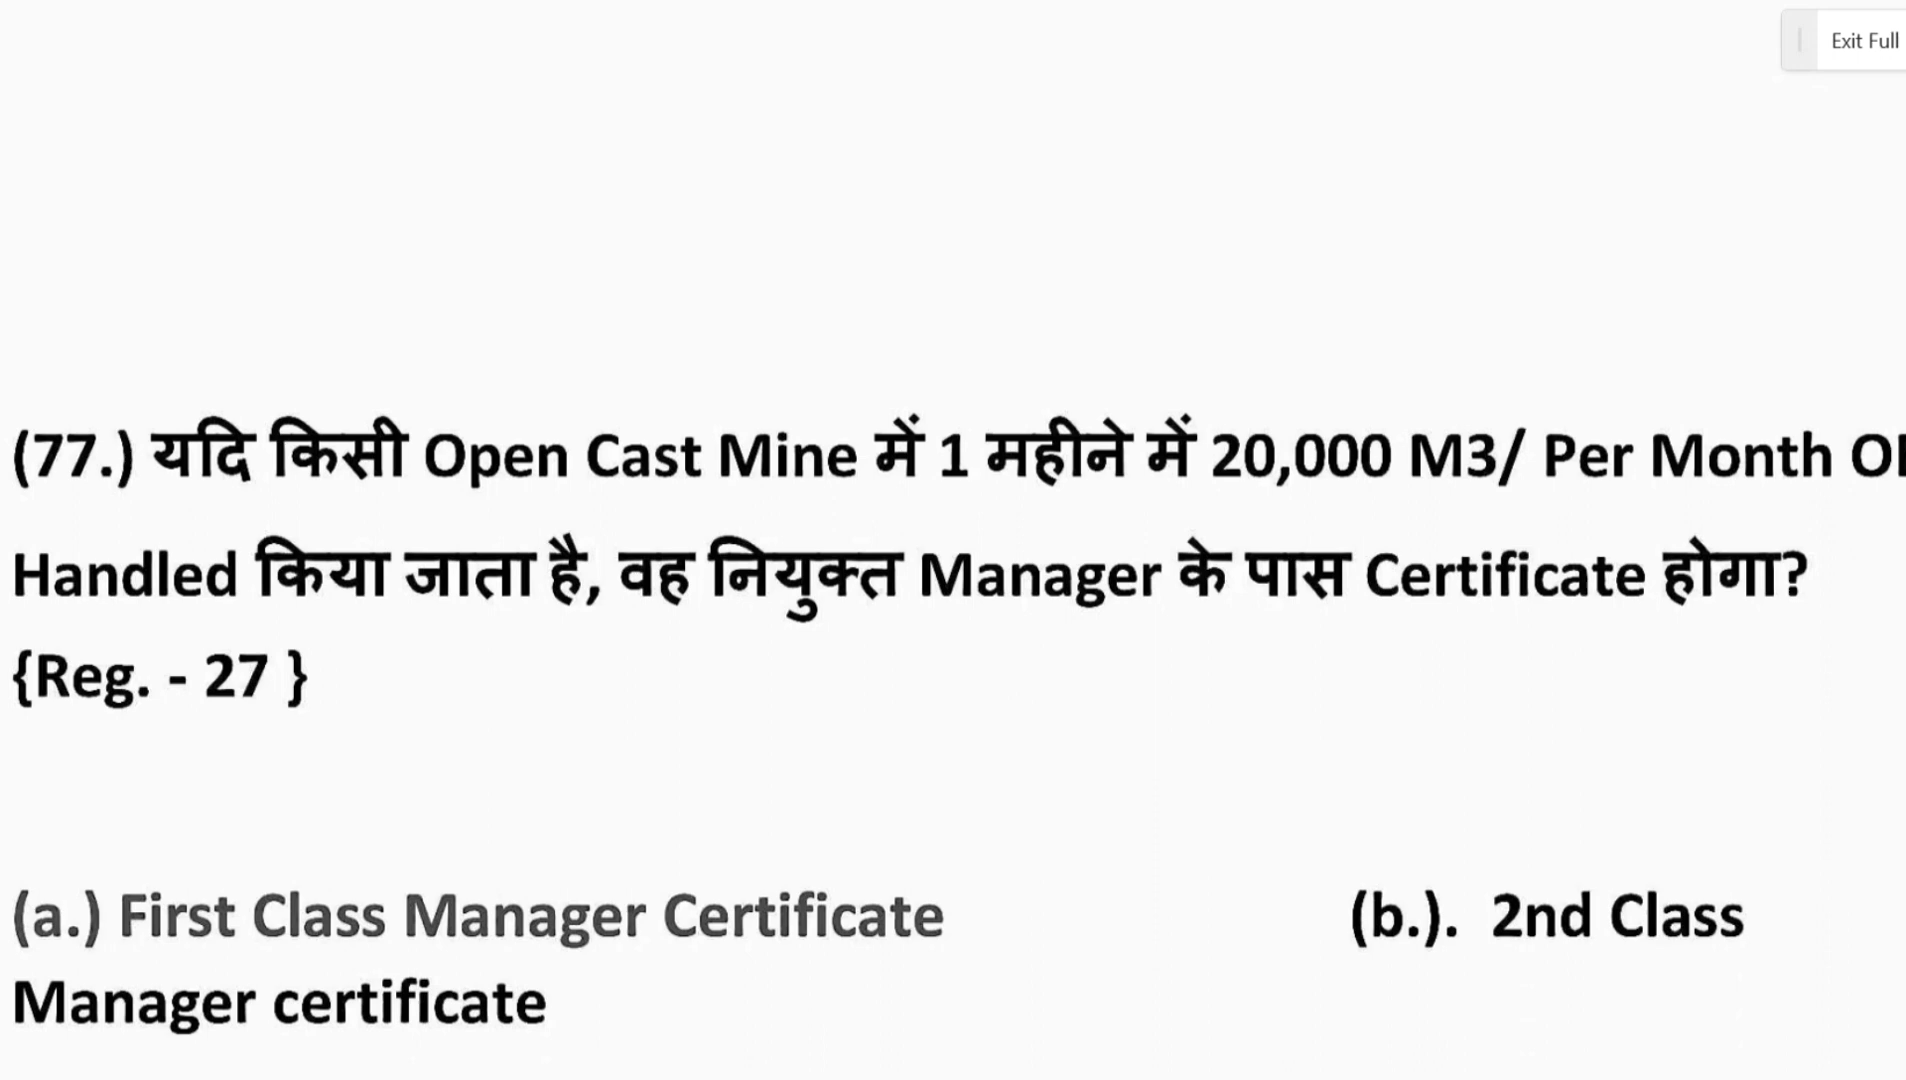 Exit Full
(77.) यदि किसी Open Cast Mine में 1 महीने में 20,000 M3/ Per Month
Handled किया जाता है, वह नियुक्त Manager के पास Certificate होगा?
{Reg. - 27 }
(a.) First Class Manager Certificate (b.). 2nd Class
Manager certificate